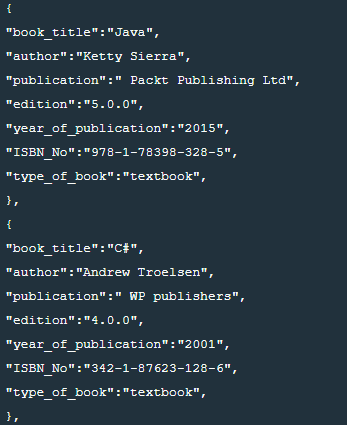 {
"book_title":"Java",
"author":"Ketty Sierra",
"publication":" Packt Publishing Ltd",
"edition":"5.0.0",
"year_of_publication":"2015",
"ISBN_No":"978-1-78398-328-5",
"type_of_book":"textbook",
},
{
"book_title":"C#",
"author":"Andrew Troelsen",
"publication":" WP publishers",
"edition":"4.0.0",
"year_of_publication":"2001",
"ISBN_No":"342-1-87623-128-6",
"type_of_book":"textbook",
},